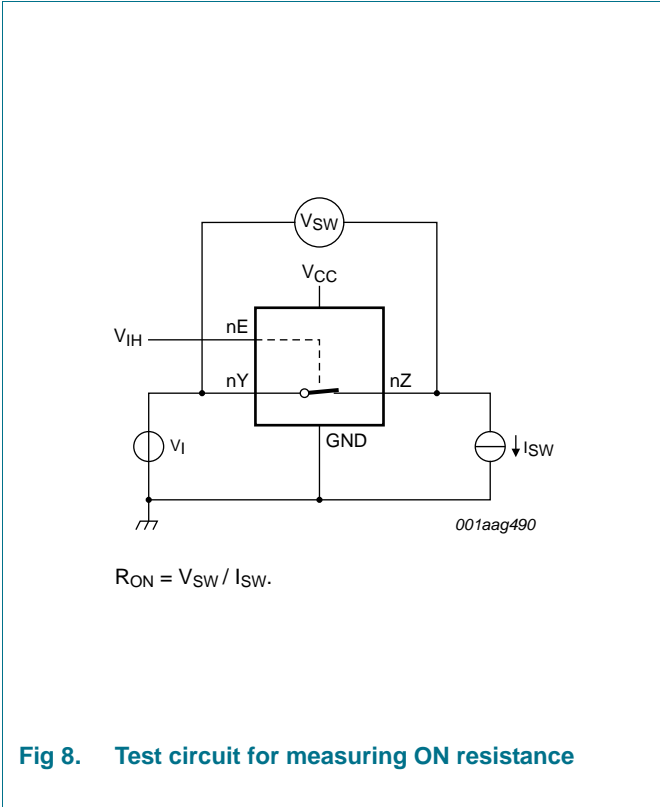 VSW
VCC
VIH
nE
nY
nZ
VI
GND
ISW
001aag490
RON = VSW / ISW.
Fig 8. Test circuit for measuring ON resistance